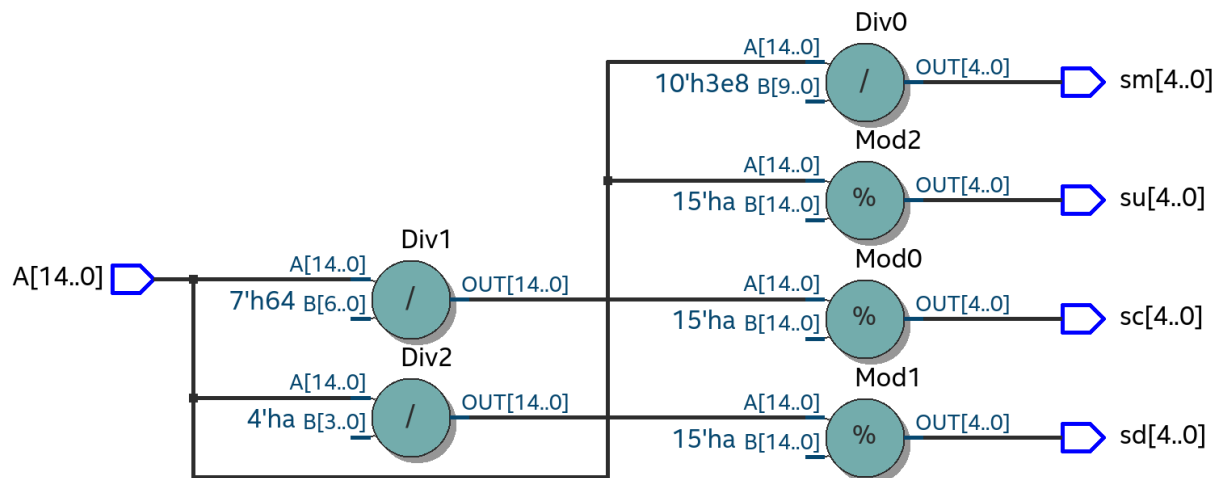 Div0
A[14..0]
10'h3e8 B[9..0]
/
OUT[4..0]
sm[4..0]
Mod2
A[14..0]
15'ha B[14..0]
%
OUT[4..0]
su[4..0]
A[14..0]
Div1
A[14..0]
7'h64 B[6..0]
/
OUT[14..0]
Mod0
A[14..0]
15'ha B[14..0]
%
OUT[4..0]
sc[4..0]
Div2
A[14..0]
4'ha B[3..0]
/
OUT[14..0]
Mod1
A[14..0]
15'ha B[14..0]
%
OUT[4..0]
sd[4..0]